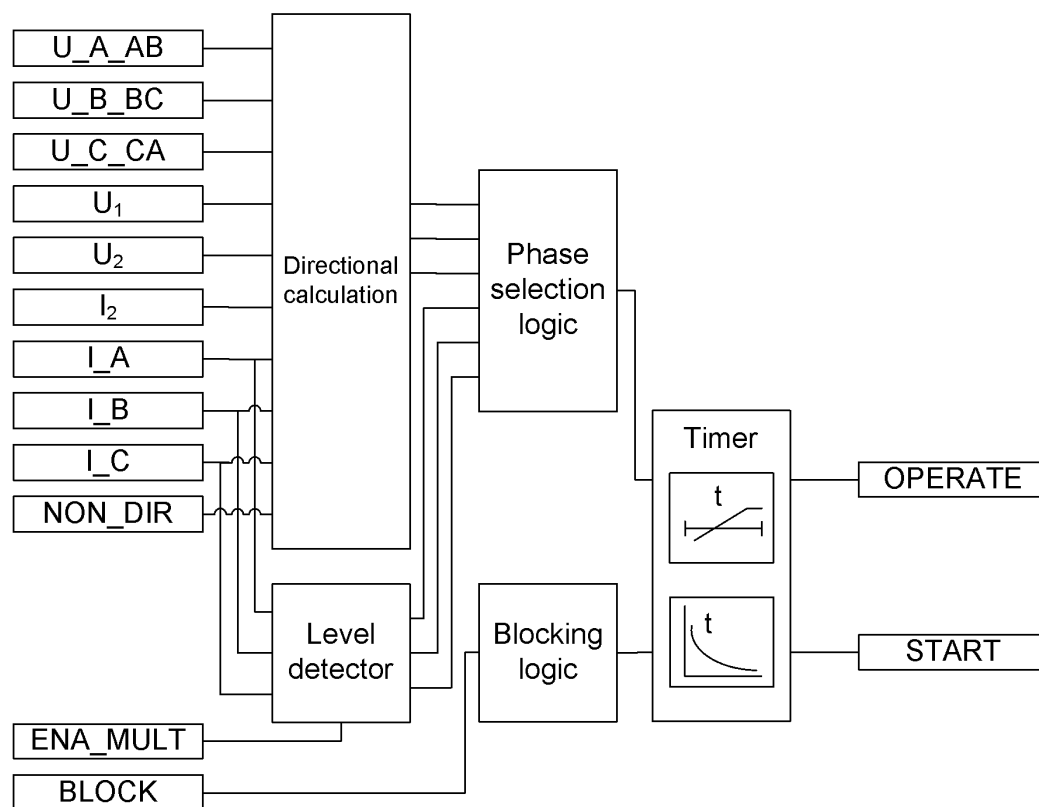 U_A_AB
U_B_BC
U_C_CA
U₁
U₂
I₂
I_A
I_B
I_C
NON_DIR
ENA_MULT
BLOCK
Directional
calculation
Level
detector
Phase
selection
logic
Blocking
logic
Timer
t
t
OPERATE
START